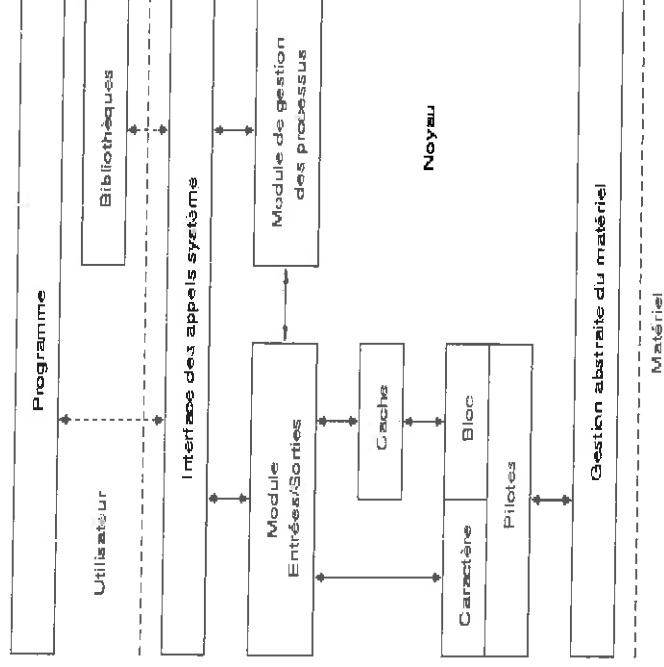 Programme
Utilisateur
Bibliothèques
Interface des appels système
Module
Entrées/Sorties
Module de gestion
des processus
Cache
Noyau
Caractère
Bloc
Pilotes
Gestion abstraite du matériel
Matériel